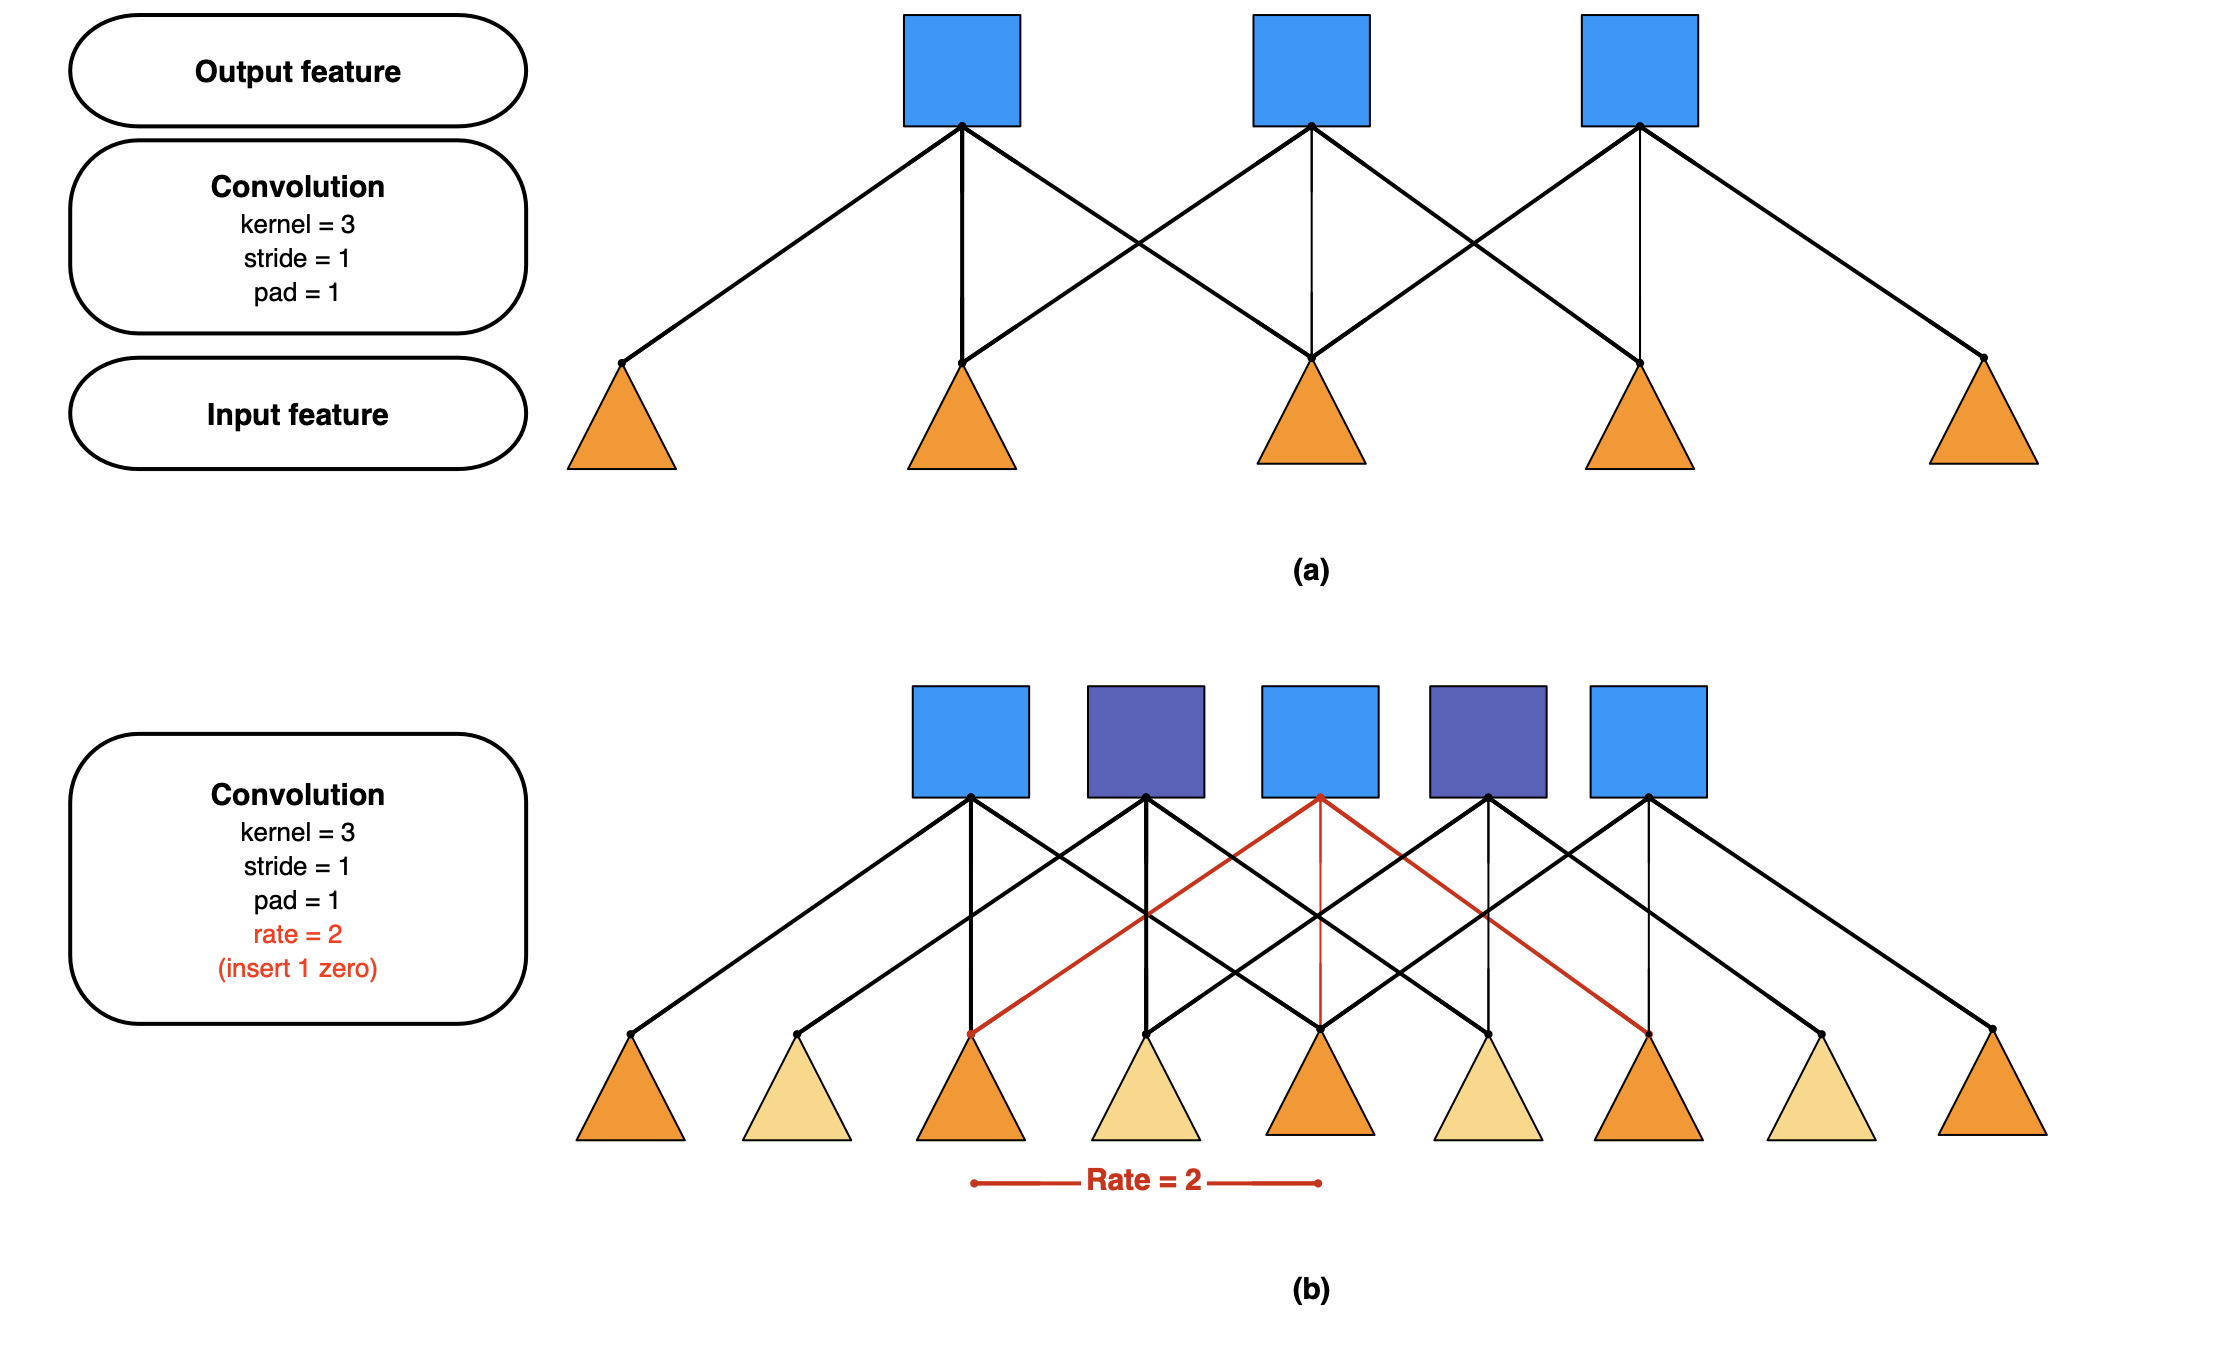 Output feature
Convolution
kernel = 3
stride = 1
pad = 1
Input feature
(a)
Convolution
kernel = 3
stride = 1
pad = 1
rate = 2
(insert 1 zero)
Rate = 2
(b)